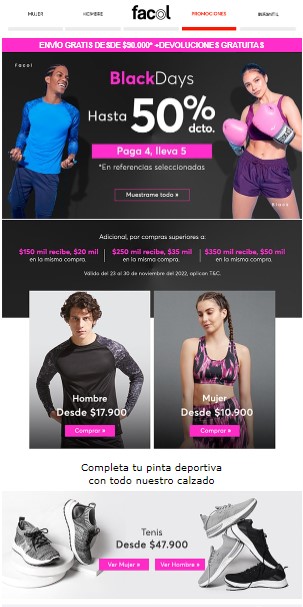 MUJER HOMBRE facol PROMOCIONES INFANTIL
ENVÍO GRATIS DESDE $90.000* +DEVOLUCIONES GRATUITAS
facol
BlackDays
Hasta 50% dcto.
Paga 4, lleva 5
*En referencias seleccionadas
Muestrame todo »
Adicional, por compras superiores a:
$150 mil recibe, $20 mil
en la misma compra.
$250 mil recibe, $35 mil
en la misma compra.
$350 mil recibe, $50 mil
en la misma compra.
Válido del 23 al 30 de noviembre del 2022, aplican T&C.
Hombre
Desde $17.900
Comprar »
Mujer
Desde $10.900
Comprar »
Completa tu pinta deportiva
con todo nuestro calzado
Tenis
Desde $47.900
Ver Mujer » Ver Hombre »